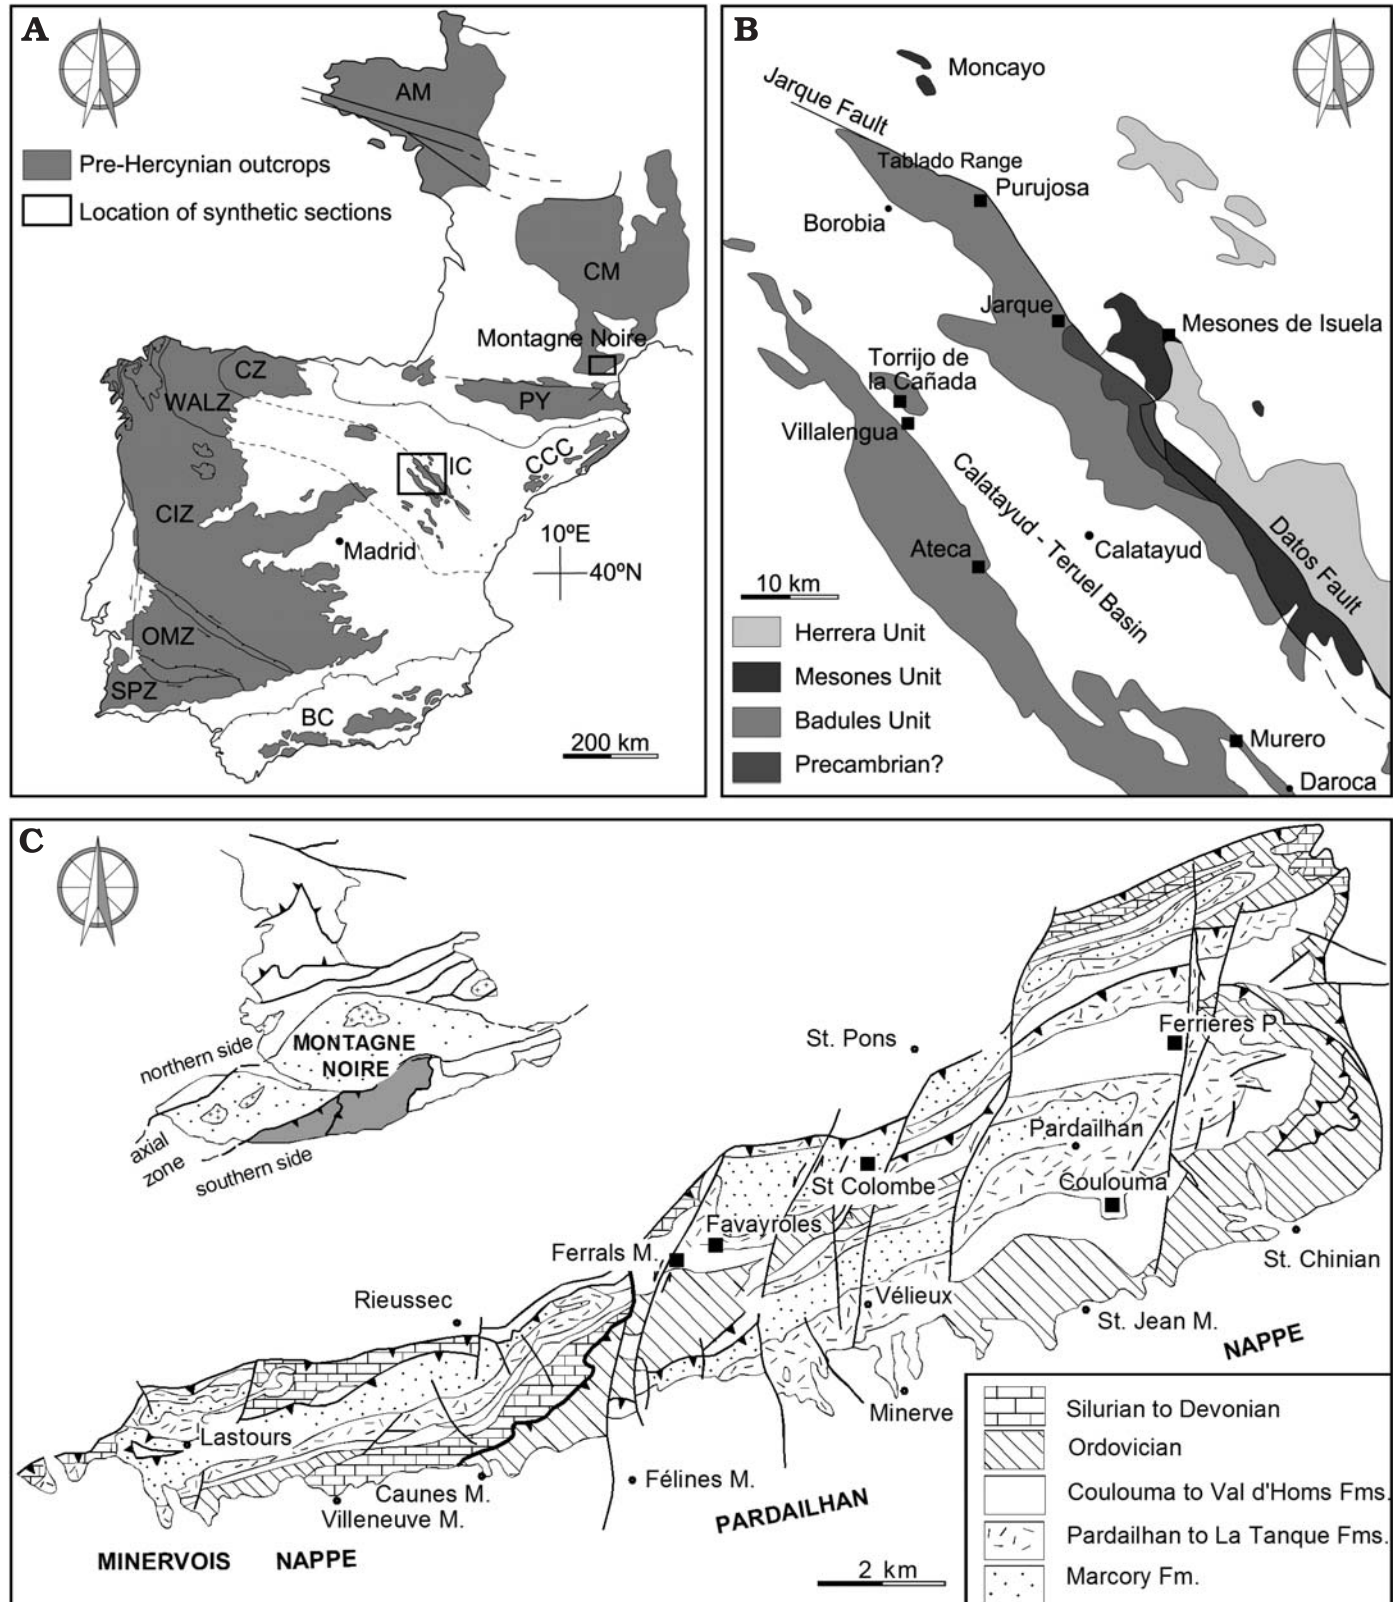 A
AM
Pre-Hercynian outcrops
Location of synthetic sections
CM
Montagne Noire
CZ
WALZ
PY
IC
CCC
CIZ
10ºE
Madrid
40ºN
OMZ
SPZ
BC
200 km
B
Moncayo
Jarque Fault
Tablado Range
Purujosa
Borobia
Jarque
Mesones de Isuela
Torrijo de
la Cañada
Villalengua
Calatayud - Teruel Basin
Ateca
Calatayud
Datos Fault
10 km
Herrera Unit
Mesones Unit
Badules Unit
Precambrian?
Murero
Daroca
C
northern side
MONTAGNE
NOIRE
axial
zone
southern side
St. Pons
Ferrieres P.
Pardaïlhan
St Colombe
Coulouma
Favayroles
Ferrals M.
St. Chinian
Rieussec
Vélieux
St. Jean M.
NAPPE
Minerve
Lastours
Félines M.
Caunes M.
Villeneuve M.
PARDAILHAN
MINERVOIS NAPPE
2 km
Silurian to Devonian
Ordovician
Coulouma to Val d'Homs Fms.
Pardailhan to La Tanque Fms.
Marcory Fm.